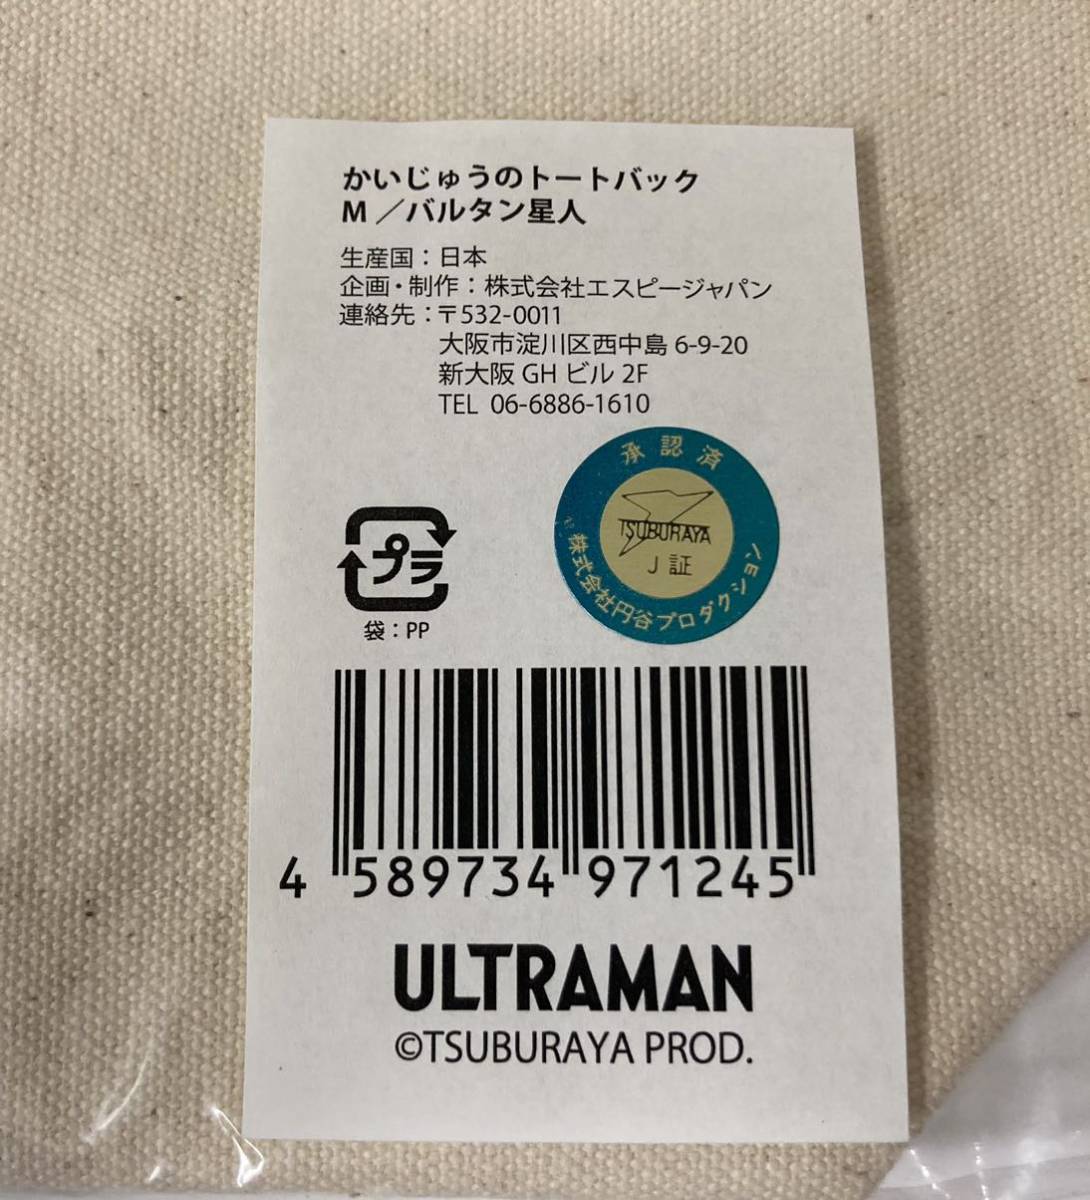 かいじゅうのトートバック
M／バルタン星人
生産国：日本
企画・制作：株式会社エスピージャパン
連絡先：〒532-0011
大阪市淀川区西中島 6-9-20
新大阪 GH ビル 2F
TEL 06-6886-1610
承認済
TSUBURAYA
J 証
株式会社円谷プロダクション
プラ
袋：PP
4 589734 971245
ULTRAMAN
©TSUBURAYA PROD.